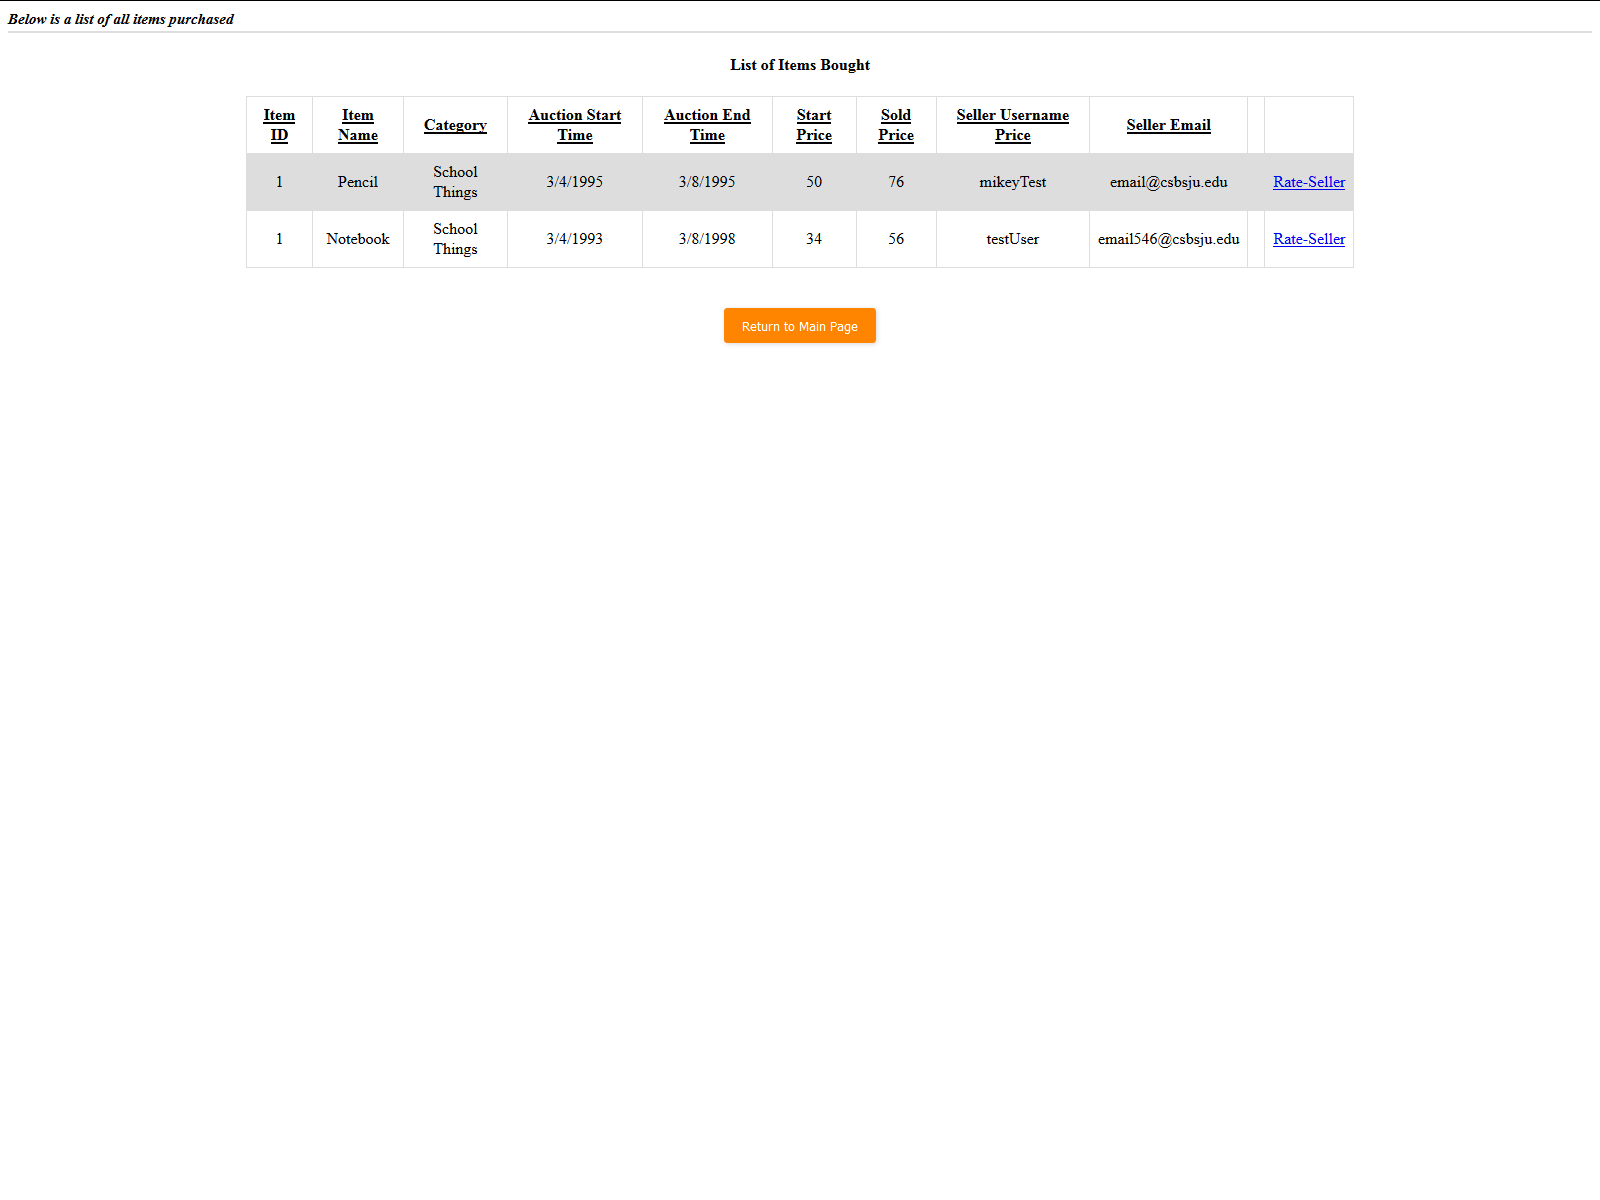 Below is a list of all items purchased
List of Items Bought
Item ID Item Name Category Auction Start Time Auction End Time Start Price Sold Price Seller Username Price Seller Email
1 Pencil School Things 3/4/1995 3/8/1995 50 76 mikeyTest email@csbsju.edu Rate-Seller
1 Notebook School Things 3/4/1993 3/8/1998 34 56 testUser email546@csbsju.edu Rate-Seller
Return to Main Page